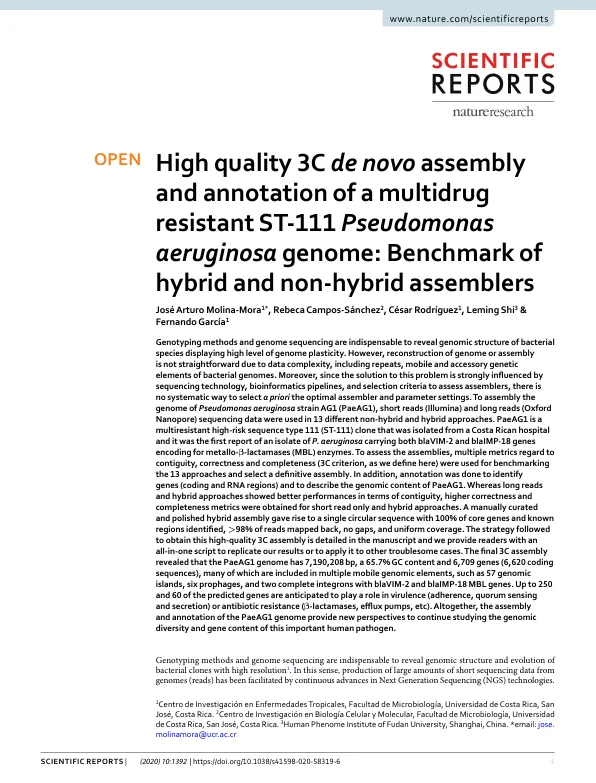 www.nature.com/scientificreports
SCIENTIFIC
REPORTS
natureresearch
OPEN
High quality 3C de novo assembly
and annotation of a multidrug
resistant ST-111 Pseudomonas
aeruginosa genome: Benchmark of
hybrid and non-hybrid assemblers
José Arturo Molina-Mora1*, Rebeca Campos-Sánchez2, César Rodríguez1, Leming Shi3 &
Fernando García1
Genotyping methods and genome sequencing are indispensable to reveal genomic structure of bacterial
species displaying high level of genome plasticity. However, reconstruction of genome or assembly
is not straightforward due to data complexity, including repeats, mobile and accessory genetic
elements of bacterial genomes. Moreover, since the solution to this problem is strongly influenced by
sequencing technology, bioinformatics pipelines, and selection criteria to assess assemblers, there is
no systematic way to select a priori the optimal assembler and parameter settings. To assembly the
genome of Pseudomonas aeruginosa strain AG1 (PaeAG1), short reads (Illumina) and long reads (Oxford
Nanopore) sequencing data were used in 13 different non-hybrid and hybrid approaches. PaeAG1 is a
multiresistant high-risk sequence type 111 (ST-111) clone that was isolated from a Costa Rican hospital
and it was the first report of an isolate of P. aeruginosa carrying both blaVIM-2 and blaIMP-18 genes
encoding for metallo-β-lactamases (MBL) enzymes. To assess the assemblies, multiple metrics regard to
contiguity, correctness and completeness (3C criterion, as we define here) were used for benchmarking
the 13 approaches and select a definitive assembly. In addition, annotation was done to identify
genes (coding and RNA regions) and to describe the genomic content of PaeAG1. Whereas long reads
and hybrid approaches showed better performances in terms of contiguity, higher correctness and
completeness metrics were obtained for short read only and hybrid approaches. A manually curated
and polished hybrid assembly gave rise to a single circular sequence with 100% of core genes and known
regions identified, >98% of reads mapped back, no gaps, and uniform coverage. The strategy followed
to obtain this high-quality 3C assembly is detailed in the manuscript and we provide readers with an
all-in-one script to replicate our results or to apply it to other troublesome cases. The final 3C assembly
revealed that the PaeAG1 genome has 7,190,208 bp, a 65.7% GC content and 6,709 genes (6,620 coding
sequences), many of which are included in multiple mobile genomic elements, such as 57 genomic
islands, six prophages, and two complete integrons with blaVIM-2 and blaIMP-18 MBL genes. Up to 250
and 60 of the predicted genes are anticipated to play a role in virulence (adherence, quorum sensing
and secretion) or antibiotic resistance (β-lactamases, efflux pumps, etc). Altogether, the assembly
and annotation of the PaeAG1 genome provide new perspectives to continue studying the genomic
diversity and gene content of this important human pathogen.
Genotyping methods and genome sequencing are indispensable to reveal genomic structure and evolution of
bacterial clones with high resolution1. In this sense, production of large amounts of short sequencing data from
genomes (reads) has been facilitated by continuous advances in Next Generation Sequencing (NGS) technologies.
1Centro de Investigación en Enfermedades Tropicales, Facultad de Microbiología, Universidad de Costa Rica, San
José, Costa Rica. 2Centro de Investigación en Biología Celular y Molecular, Facultad de Microbiología, Universidad
de Costa Rica, San José, Costa Rica. 3Human Phenome Institute of Fudan University, Shanghai, China. *email: jose.
molinamora@ucr.ac.cr
SCIENTIFIC REPORTS | (2020) 10:1392 | https://doi.org/10.1038/s41598-020-58319-6
1